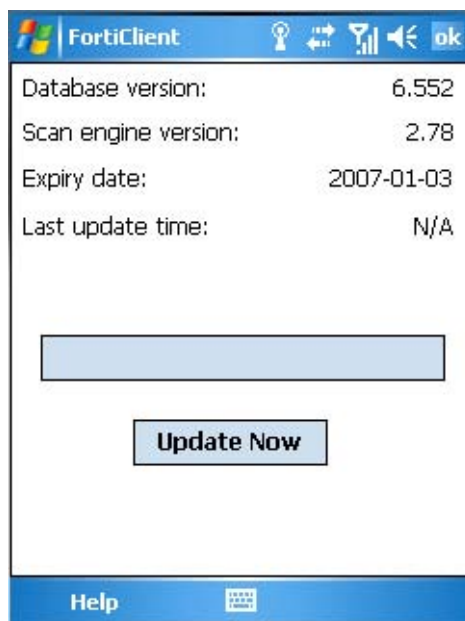 FortiClient ok
Database version: 6.552
Scan engine version: 2.78
Expiry date: 2007-01-03
Last update time: N/A
Update Now
Help